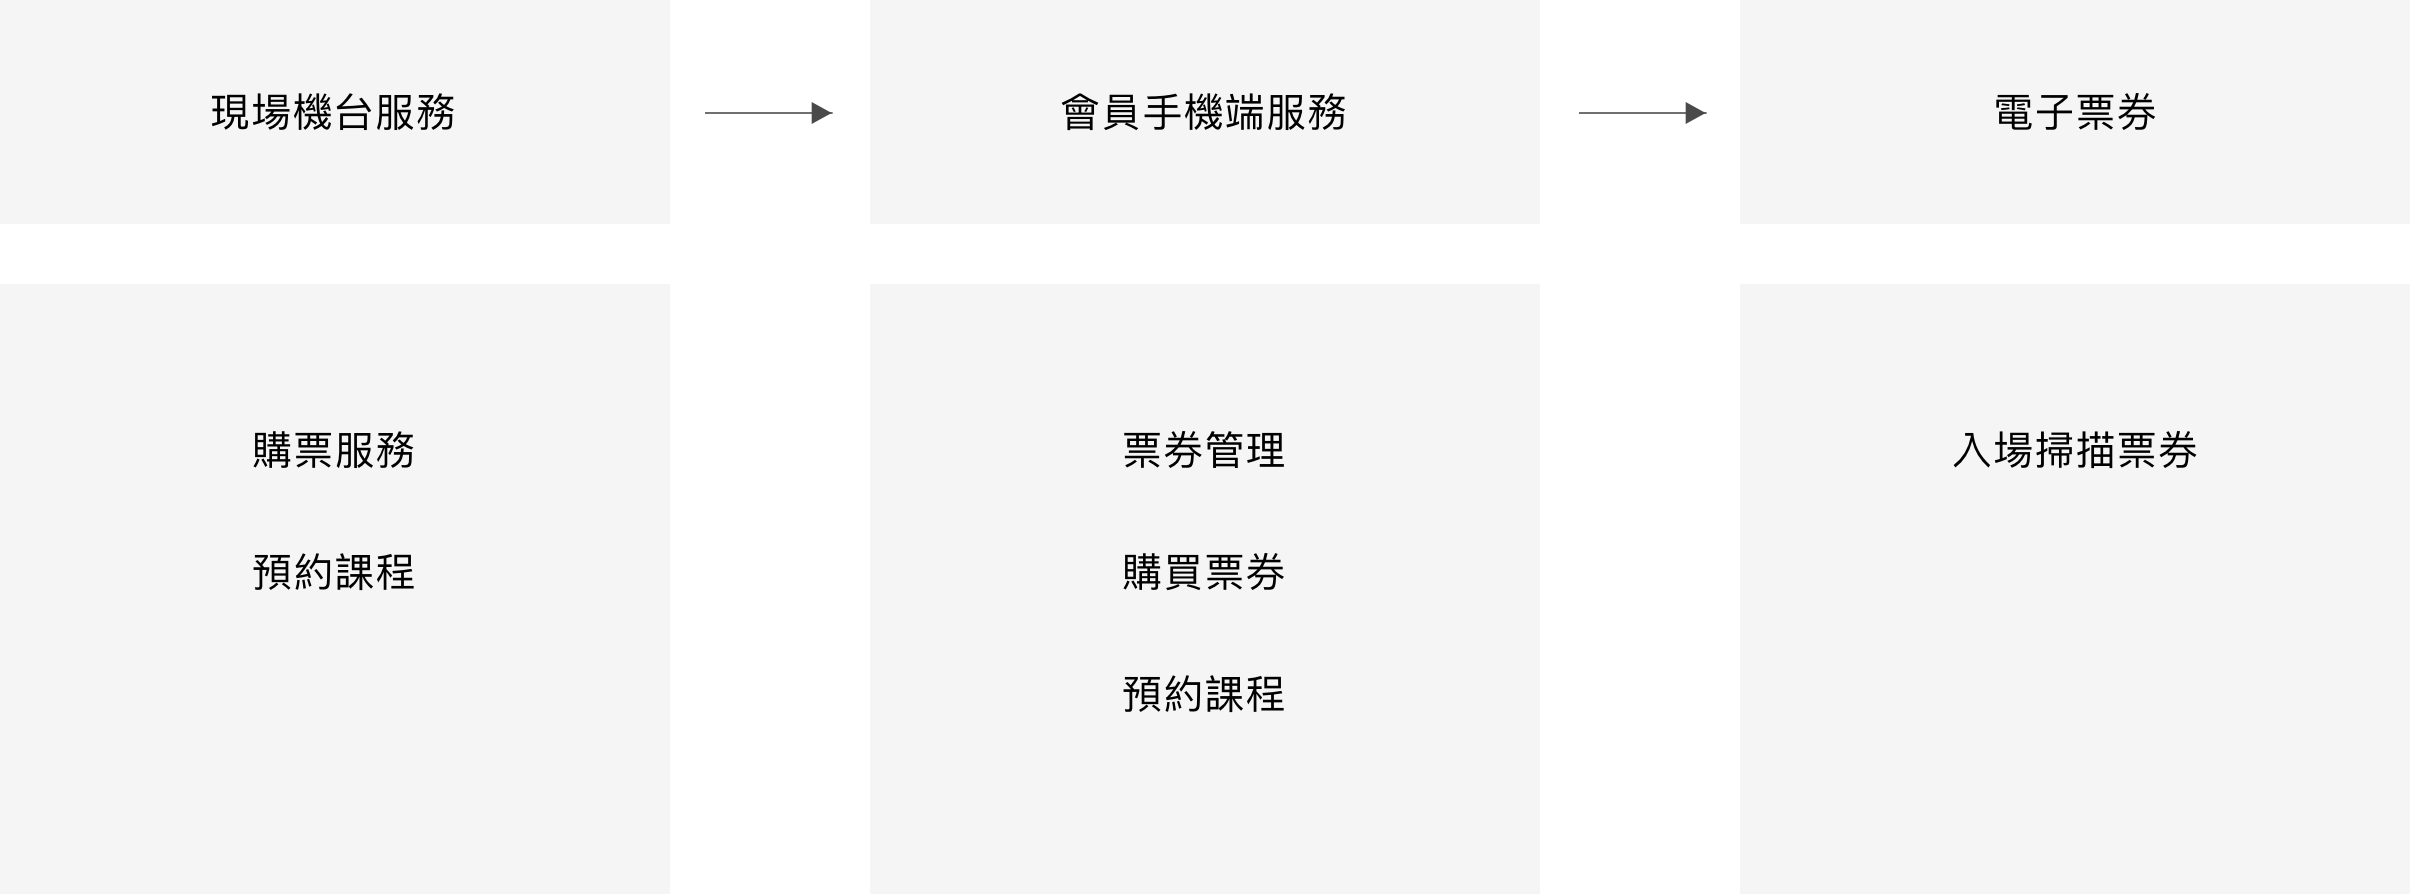 現場機台服務
會員手機端服務
電子票券
購票服務
預約課程
票券管理
購買票券
預約課程
入場掃描票券